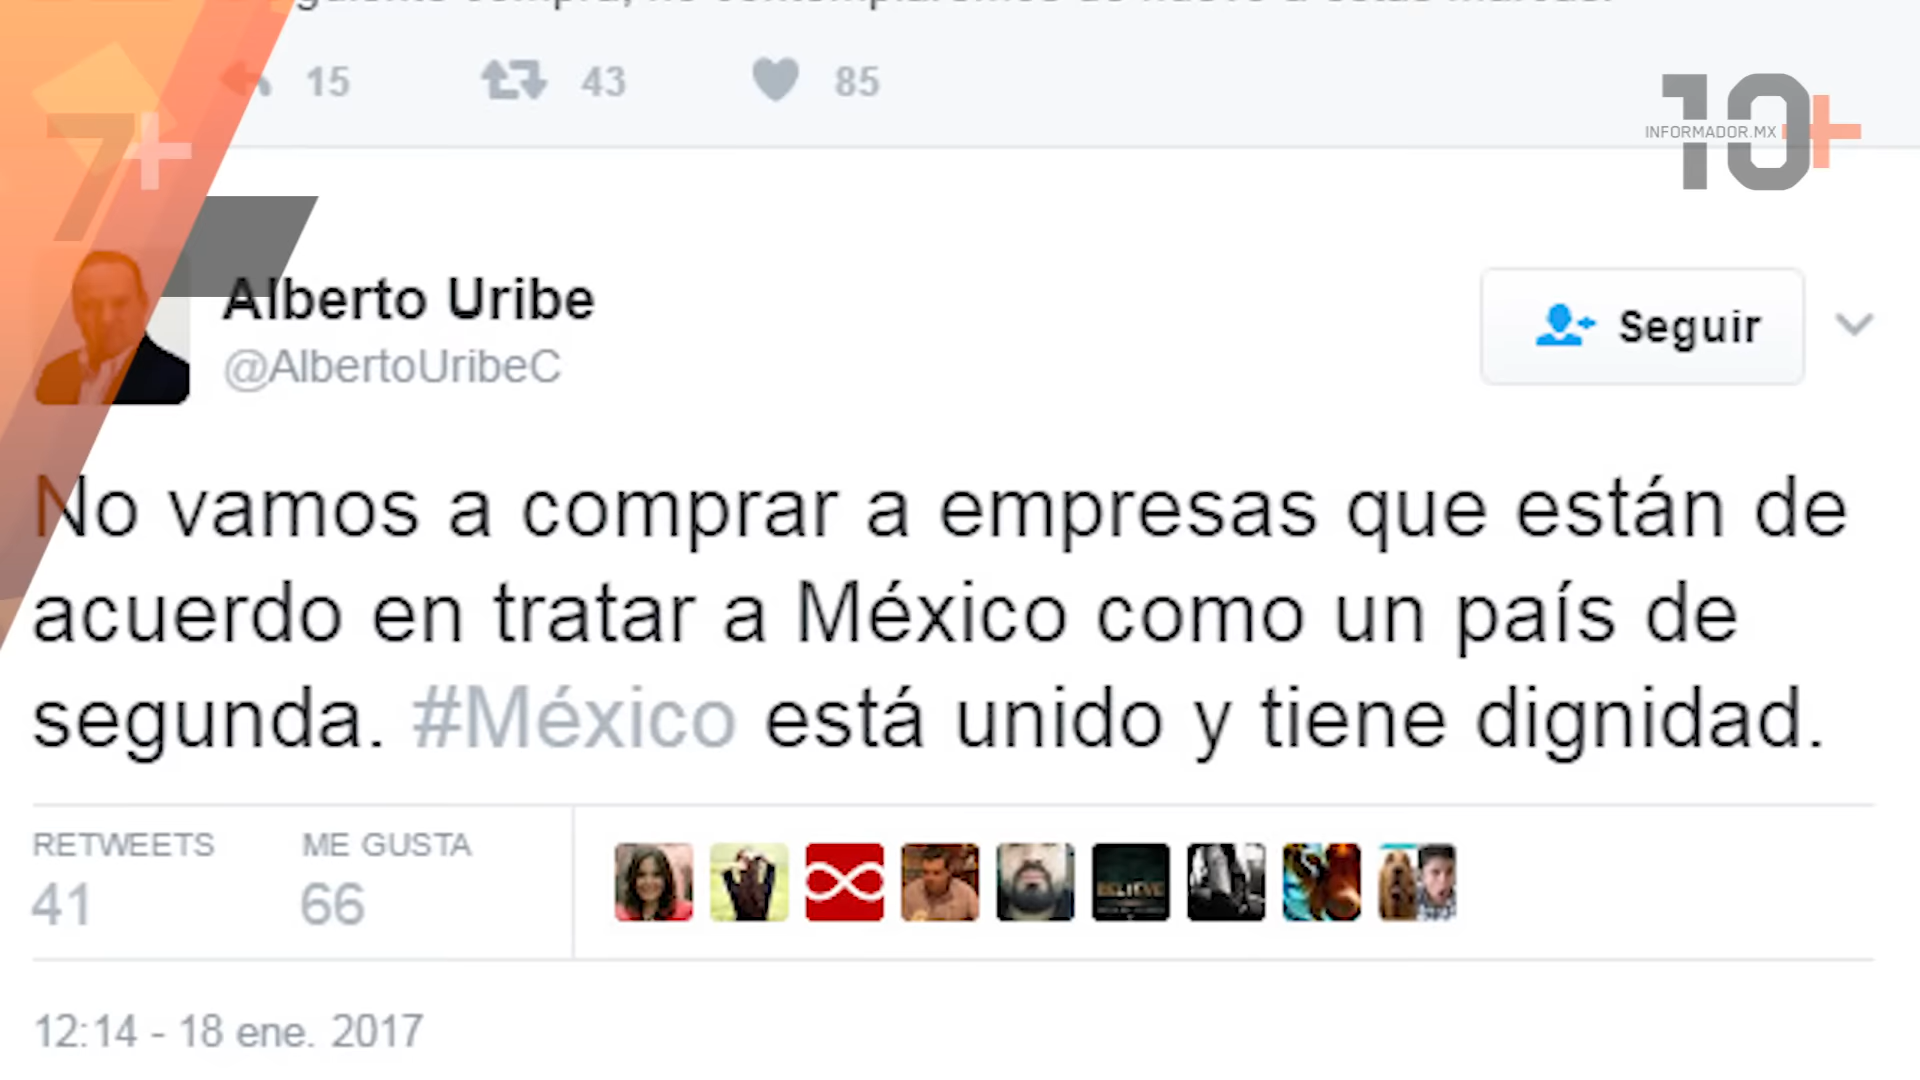 15 43 85
INFORMADOR.MX
10+
7+
Alberto Uribe
@AlbertoUribeC
Seguir
No vamos a comprar a empresas que están de
acuerdo en tratar a México como un país de
segunda. #México está unido y tiene dignidad.
RETWEETS ME GUSTA
41 66
BELIEVE
12:14 - 18 ene. 2017